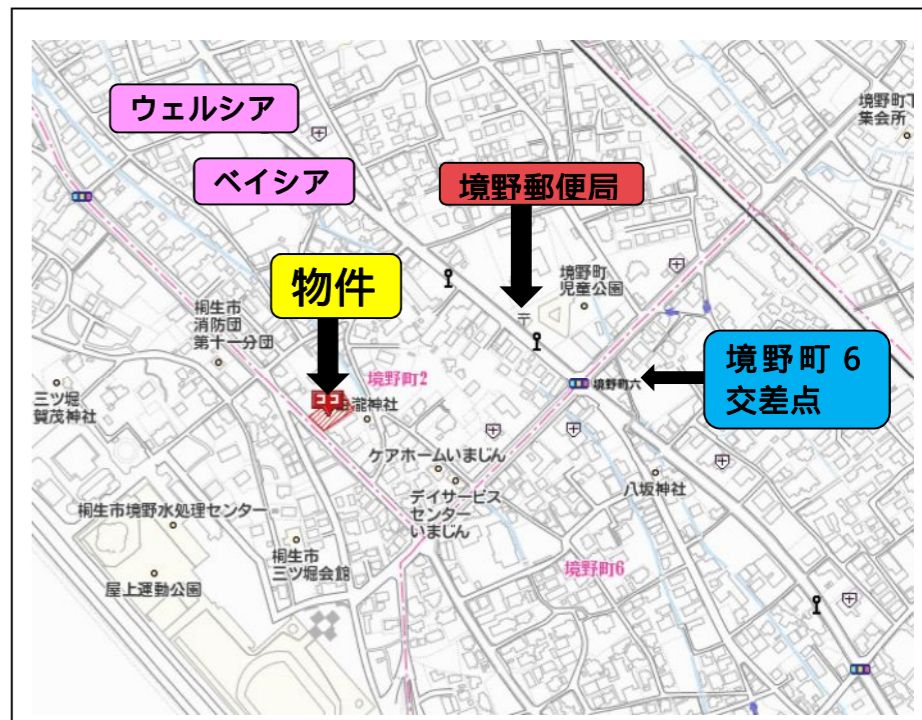 ウェルシア
ベイシア
境野郵便局
境野町丁
集会所
物件
境野町
児童公園
桐生市
消防団
第十一分団
境野町2
ココ
瀧神社
境野町六
境野町 6
交差点
三ツ堀
賀茂神社
ケアホームいまじん
デイサービス
センター
いまじん
八坂神社
桐生市境野水処理センター
桐生市
三ツ堀会館
境野町6
屋上運動公園